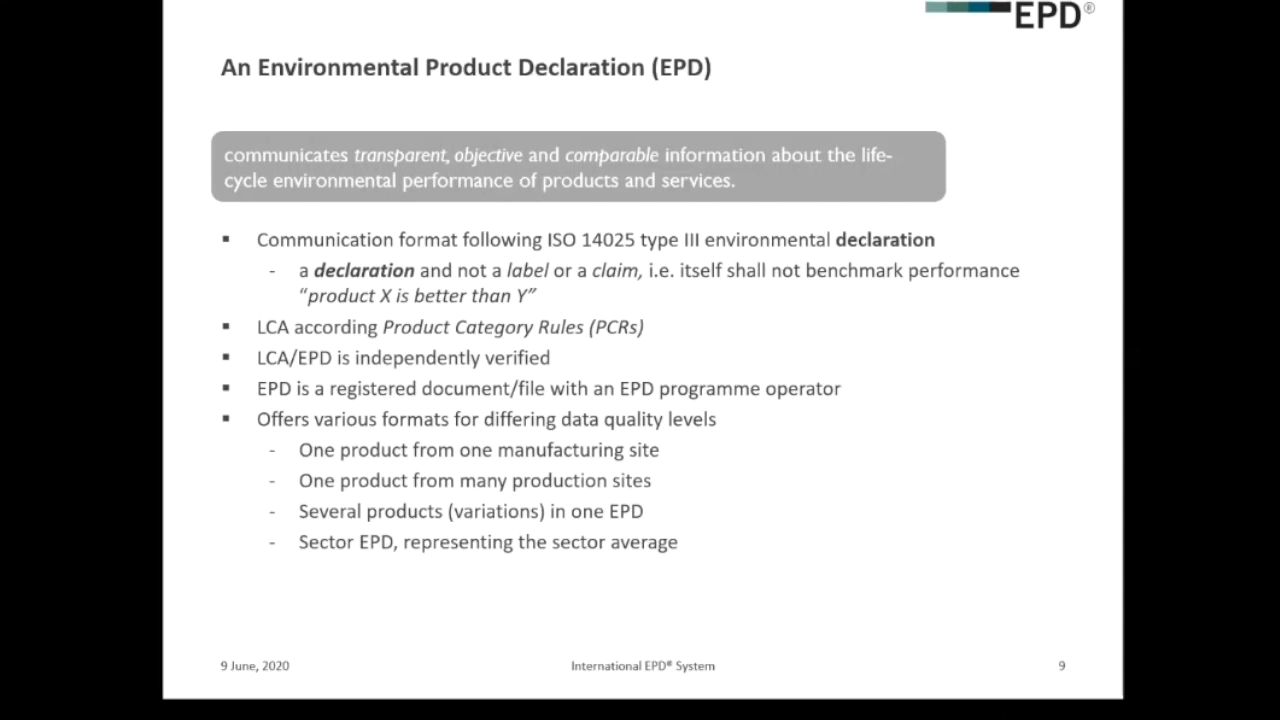 EPD®
An Environmental Product Declaration (EPD)
communicates transparent, objective and comparable information about the life-
cycle environmental performance of products and services.
▪ Communication format following ISO 14025 type III environmental declaration
- a declaration and not a label or a claim, i.e. itself shall not benchmark performance
“product X is better than Y”
▪ LCA according Product Category Rules (PCRs)
▪ LCA/EPD is independently verified
▪ EPD is a registered document/file with an EPD programme operator
▪ Offers various formats for differing data quality levels
- One product from one manufacturing site
- One product from many production sites
- Several products (variations) in one EPD
- Sector EPD, representing the sector average
9 June, 2020 International EPD® System 9